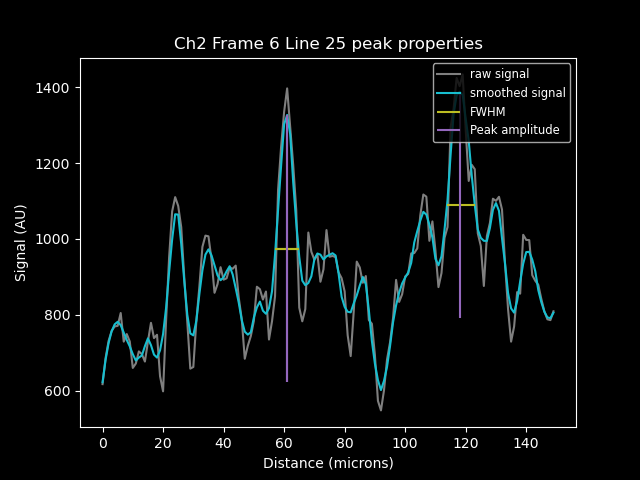 Ch2 Frame 6 Line 25 peak properties
raw signal
smoothed signal
FWHM
Peak amplitude
1400
1200
1000
800
600
Signal (AU)
0 20 40 60 80 100 120 140
Distance (microns)